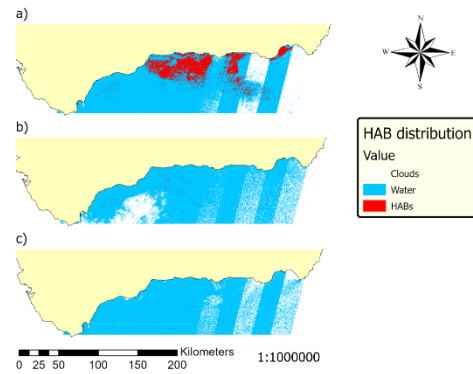 a)
N
W
E
S
b)
HAB distribution
Value
Clouds
Water
HABs
c)
Kilometers
0 25 50 100 150 200
1:1000000